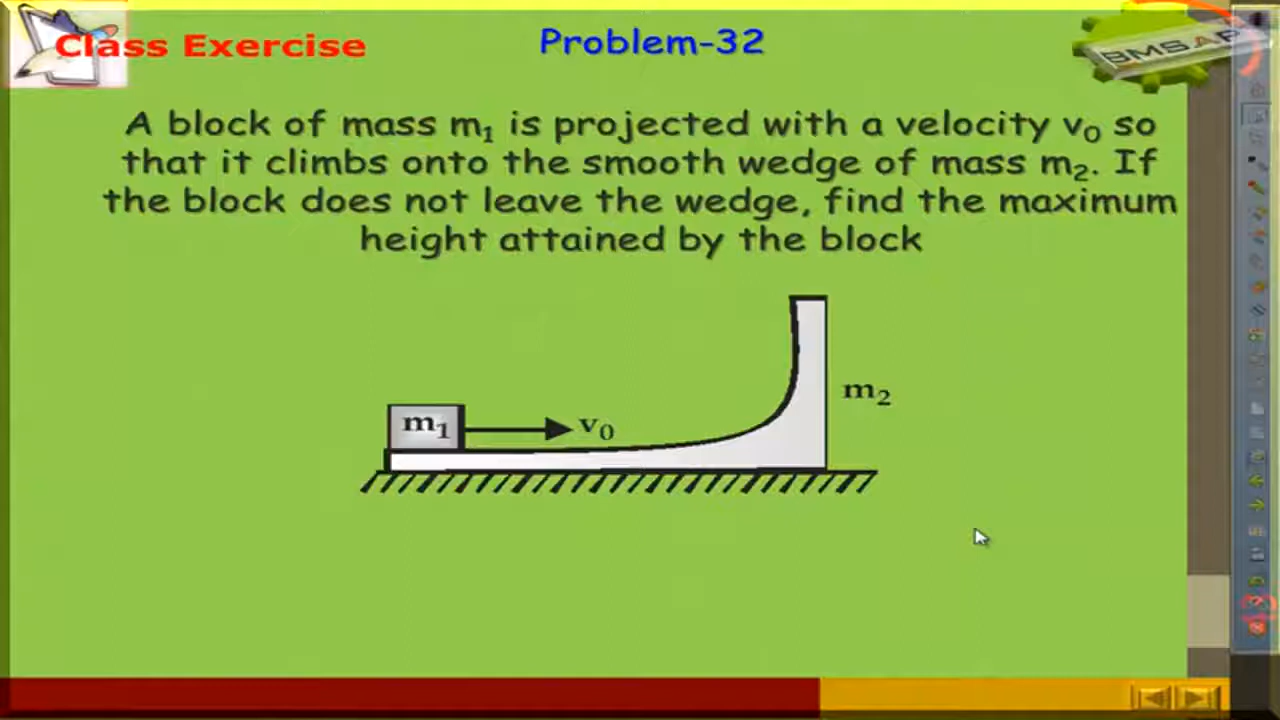 Class Exercise
Problem-32
BMSAP
A block of mass m₁ is projected with a velocity v₀ so
that it climbs onto the smooth wedge of mass m₂. If
the block does not leave the wedge, find the maximum
height attained by the block
m₁
v₀
m₂